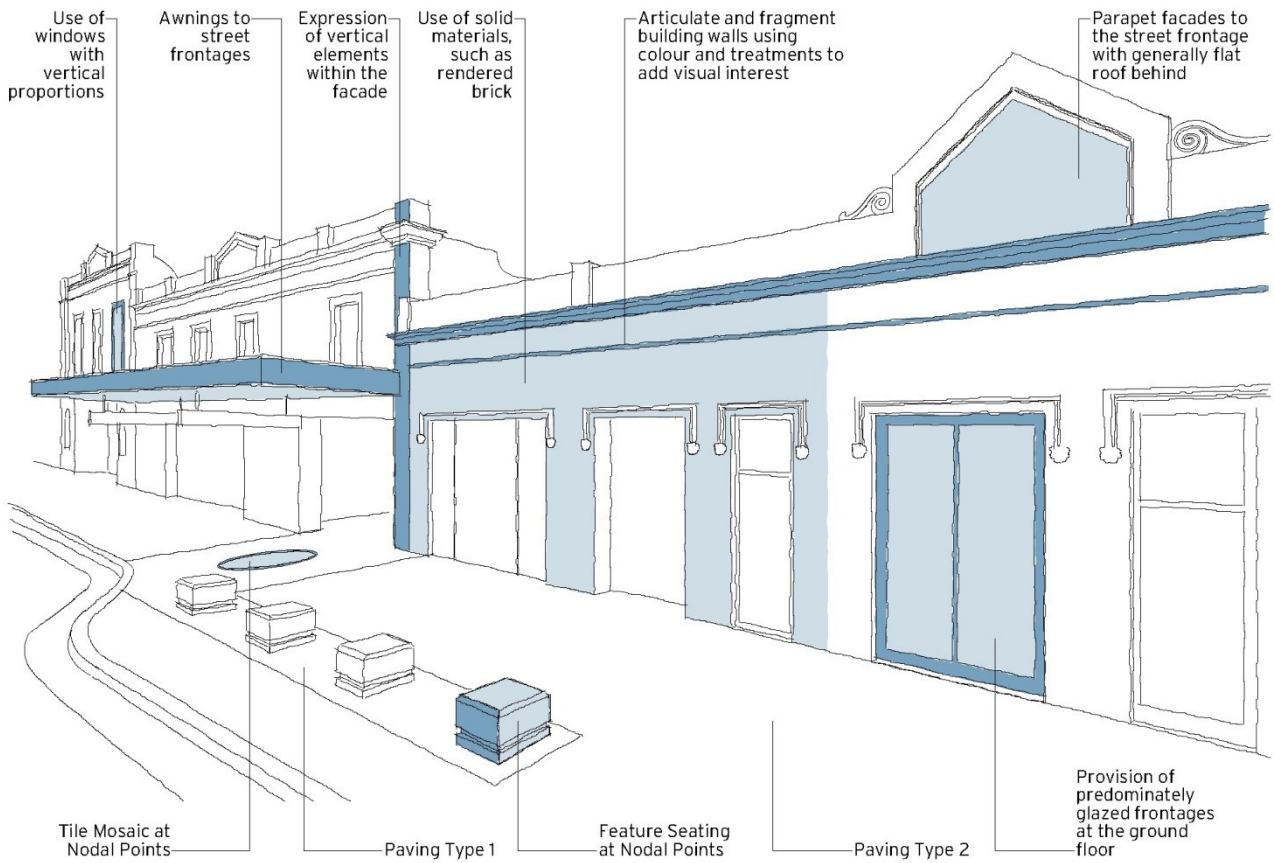 Use of
windows
with
vertical
proportions
Awnings to
street
frontages
Expression
of vertical
elements
within the
facade
Use of solid
materials,
such as
rendered
brick
Articulate and fragment
building walls using
colour and treatments to
add visual interest
Parapet facades to
the street frontage
with generally flat
roof behind
Tile Mosaic at
Nodal Points
Paving Type 1
Feature Seating
at Nodal Points
Paving Type 2
Provision of
predominately
glazed frontages
at the ground
floor